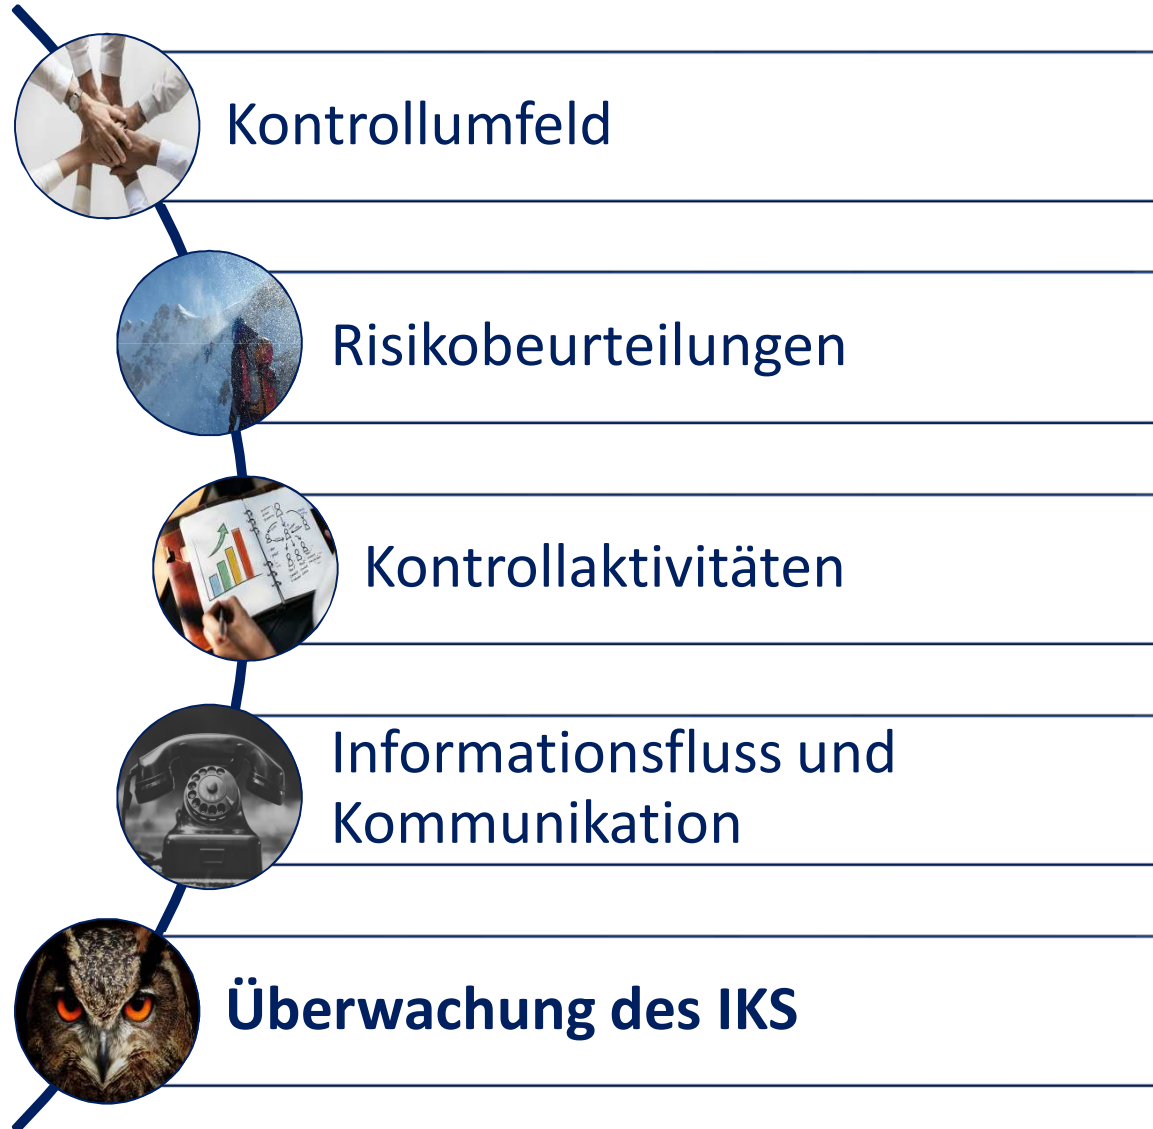 Kontrollumfeld
Risikobeurteilungen
Kontrollaktivitäten
Informationsfluss und
Kommunikation
Überwachung des IKS